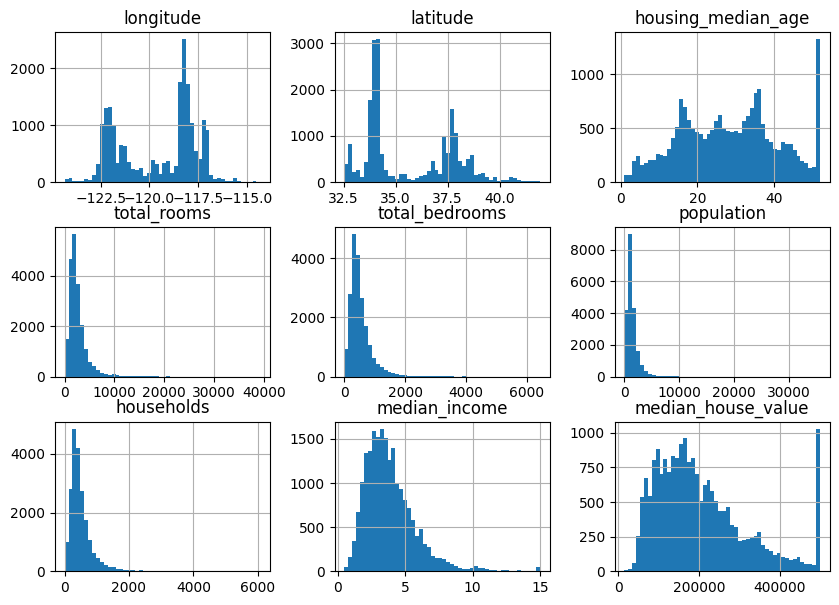 longitude latitude housing_median_age
2000 3000 1000
1000 2000 500
0 1000 0
−122.5 −120.0 −117.5 −115.0 0 0 20 40
32.5 35.0 37.5 40.0
total_rooms total_bedrooms population
4000 4000 8000
2000 2000 6000
0 0 4000
0 10000 20000 30000 40000 0 2000 4000 6000 2000
0
0 10000 20000 30000
households median_income median_house_value
4000 1500 1000
2000 1000 750
0 500 500
0 2000 4000 6000 0 250
0 5 10 15 0
0 200000 400000